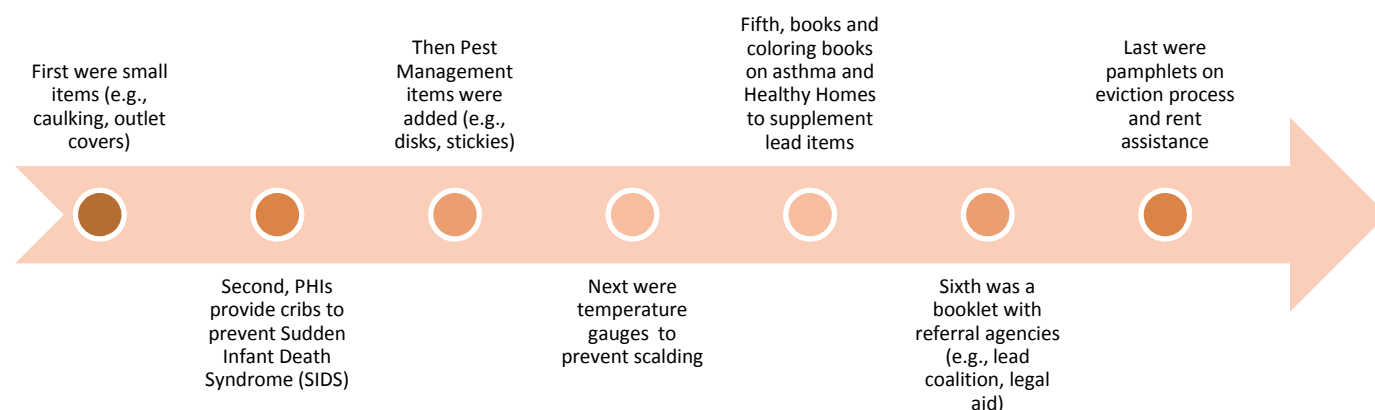 First were small
items (e.g.,
caulking, outlet
covers)
Second, PHIs
provide cribs to
prevent Sudden
Infant Death
Syndrome (SIDS)
Then Pest
Management
items were
added (e.g.,
disks, stickies)
Next were
temperature
gauges to
prevent scalding
Fifth, books and
coloring books
on asthma and
Healthy Homes
to supplement
lead items
Sixth was a
booklet with
referral agencies
(e.g., lead
coalition, legal
aid)
Last were
pamphlets on
eviction process
and rent
assistance